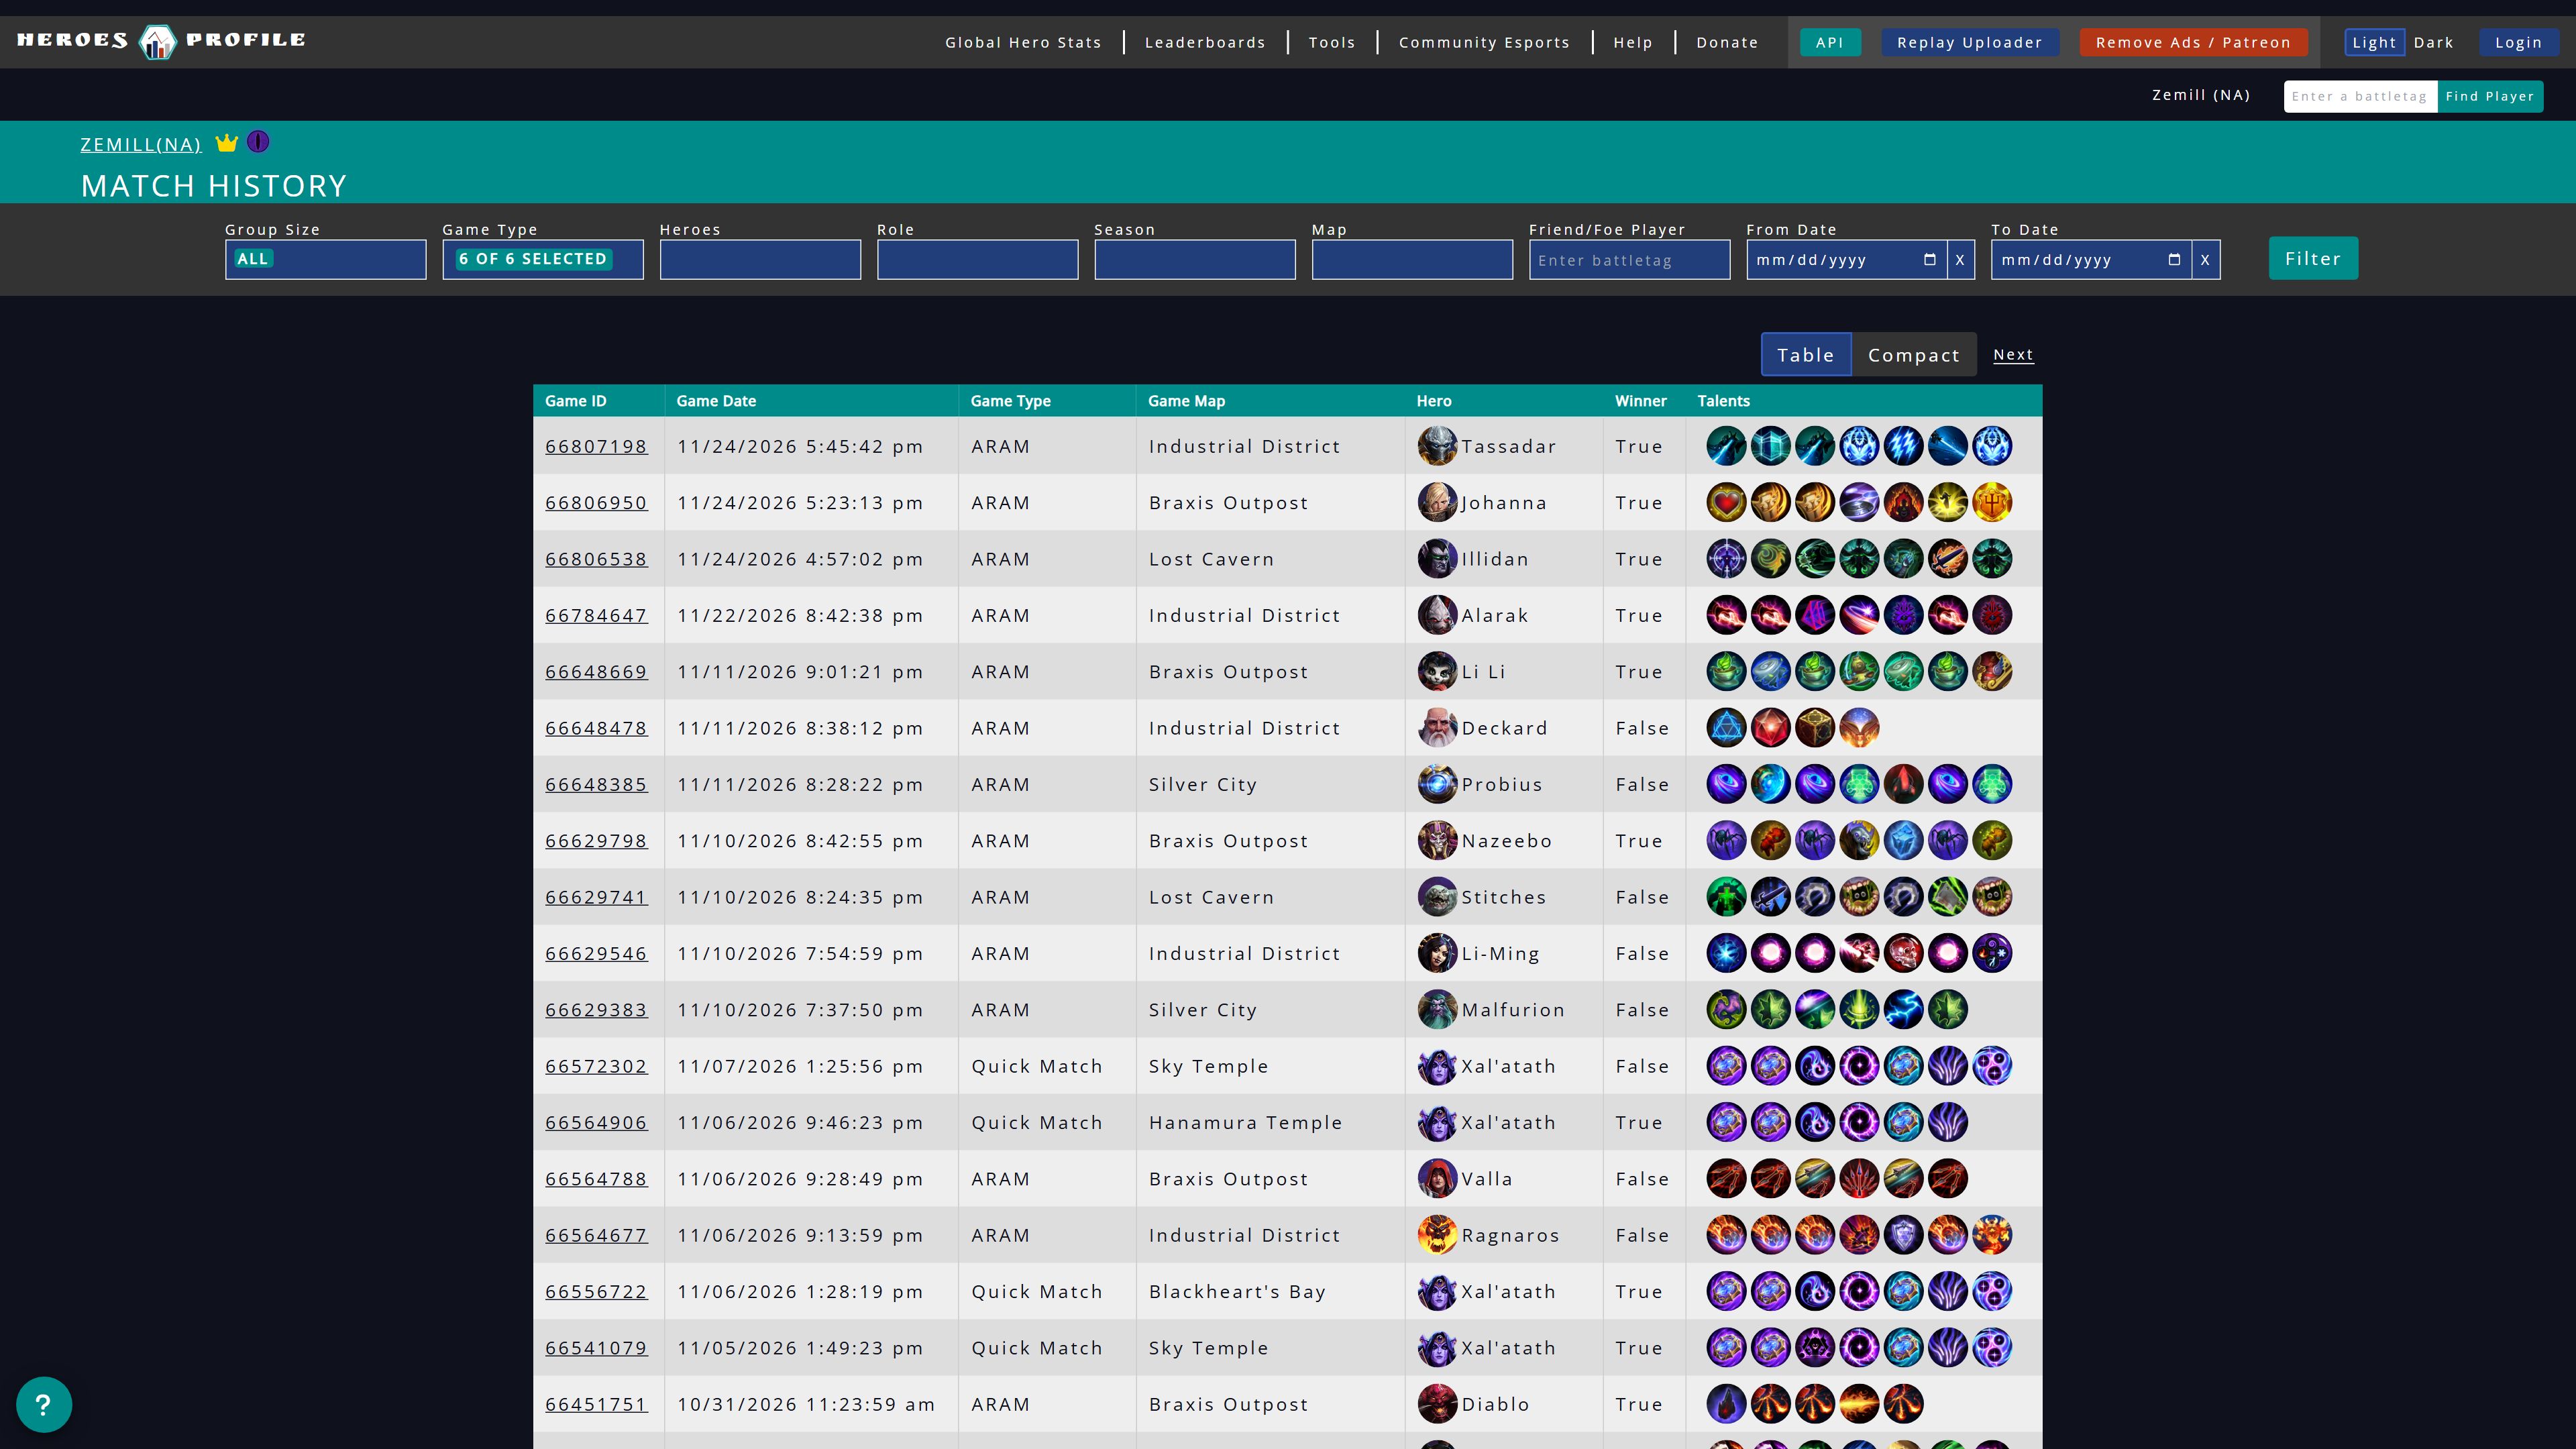 HEROES PROFILE
Global Hero Stats Leaderboards Tools Community Esports Help Donate API Replay Uploader Remove Ads / Patreon Light Dark Login
Zemill (NA) Enter a battletag Find Player
ZEMILL(NA)
MATCH HISTORY
Group Size Game Type Heroes Role Season Map Friend/Foe Player From Date To Date
ALL 6 OF 6 SELECTED Enter battletag mm/dd/yyyy X mm/dd/yyyy X Filter
Table Compact Next
Game ID Game Date Game Type Game Map Hero Winner Talents
66807198 11/24/2026 5:45:42 pm ARAM Industrial District Tassadar True
66806950 11/24/2026 5:23:13 pm ARAM Braxis Outpost Johanna True
66806538 11/24/2026 4:57:02 pm ARAM Lost Cavern Illidan True
66784647 11/22/2026 8:42:38 pm ARAM Industrial District Alarak True
66648669 11/11/2026 9:01:21 pm ARAM Braxis Outpost Li Li True
66648478 11/11/2026 8:38:12 pm ARAM Industrial District Deckard False
66648385 11/11/2026 8:28:22 pm ARAM Silver City Probius False
66629798 11/10/2026 8:42:55 pm ARAM Braxis Outpost Nazeebo True
66629741 11/10/2026 8:24:35 pm ARAM Lost Cavern Stitches False
66629546 11/10/2026 7:54:59 pm ARAM Industrial District Li-Ming False
66629383 11/10/2026 7:37:50 pm ARAM Silver City Malfurion False
66572302 11/07/2026 1:25:56 pm Quick Match Sky Temple Xal'atath False
66564906 11/06/2026 9:46:23 pm Quick Match Hanamura Temple Xal'atath True
66564788 11/06/2026 9:28:49 pm ARAM Braxis Outpost Valla False
66564677 11/06/2026 9:13:59 pm ARAM Industrial District Ragnaros False
66556722 11/06/2026 1:28:19 pm Quick Match Blackheart's Bay Xal'atath True
66541079 11/05/2026 1:49:23 pm Quick Match Sky Temple Xal'atath True
66451751 10/31/2026 11:23:59 am ARAM Braxis Outpost Diablo True
?